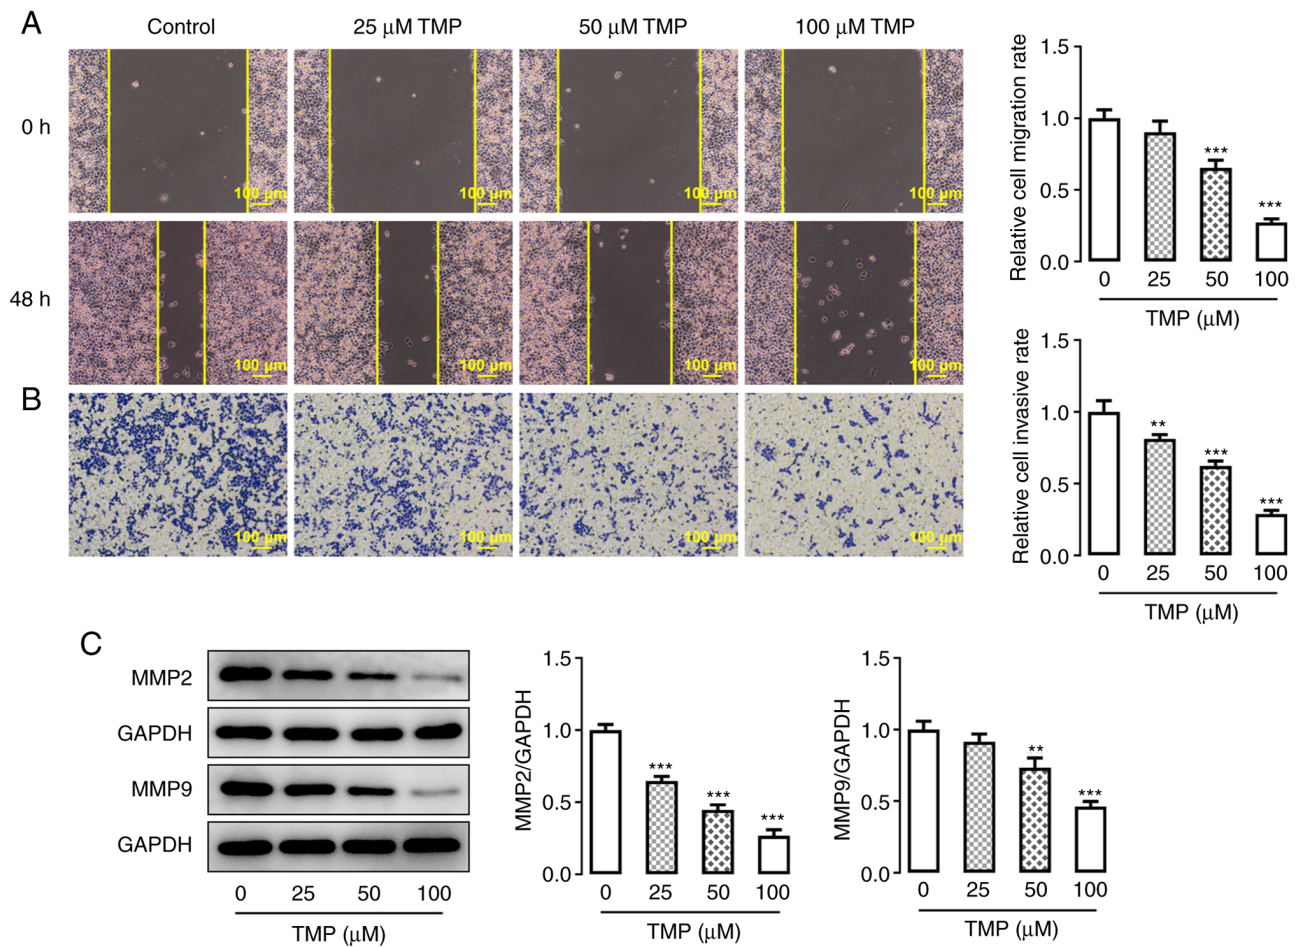 A
Control
25 μM TMP
50 μM TMP
100 μM TMP
0 h
100 μm
100 μm
100 μm
100 μm
48 h
100 μm
100 μm
100 μm
100 μm
Relative cell migration rate
1.5
1.0
0.5
0.0
***
***
0
25
50
100
TMP (μM)
B
100 μm
100 μm
100 μm
100 μm
Relative cell invasive rate
1.5
1.0
0.5
0.0
**
***
***
0
25
50
100
TMP (μM)
C
MMP2
GAPDH
MMP9
GAPDH
0
25
50
100
TMP (μM)
MMP2/GAPDH
1.5
1.0
0.5
0.0
***
***
***
0
25
50
100
TMP (μM)
MMP9/GAPDH
1.5
1.0
0.5
0.0
**
***
0
25
50
100
TMP (μM)